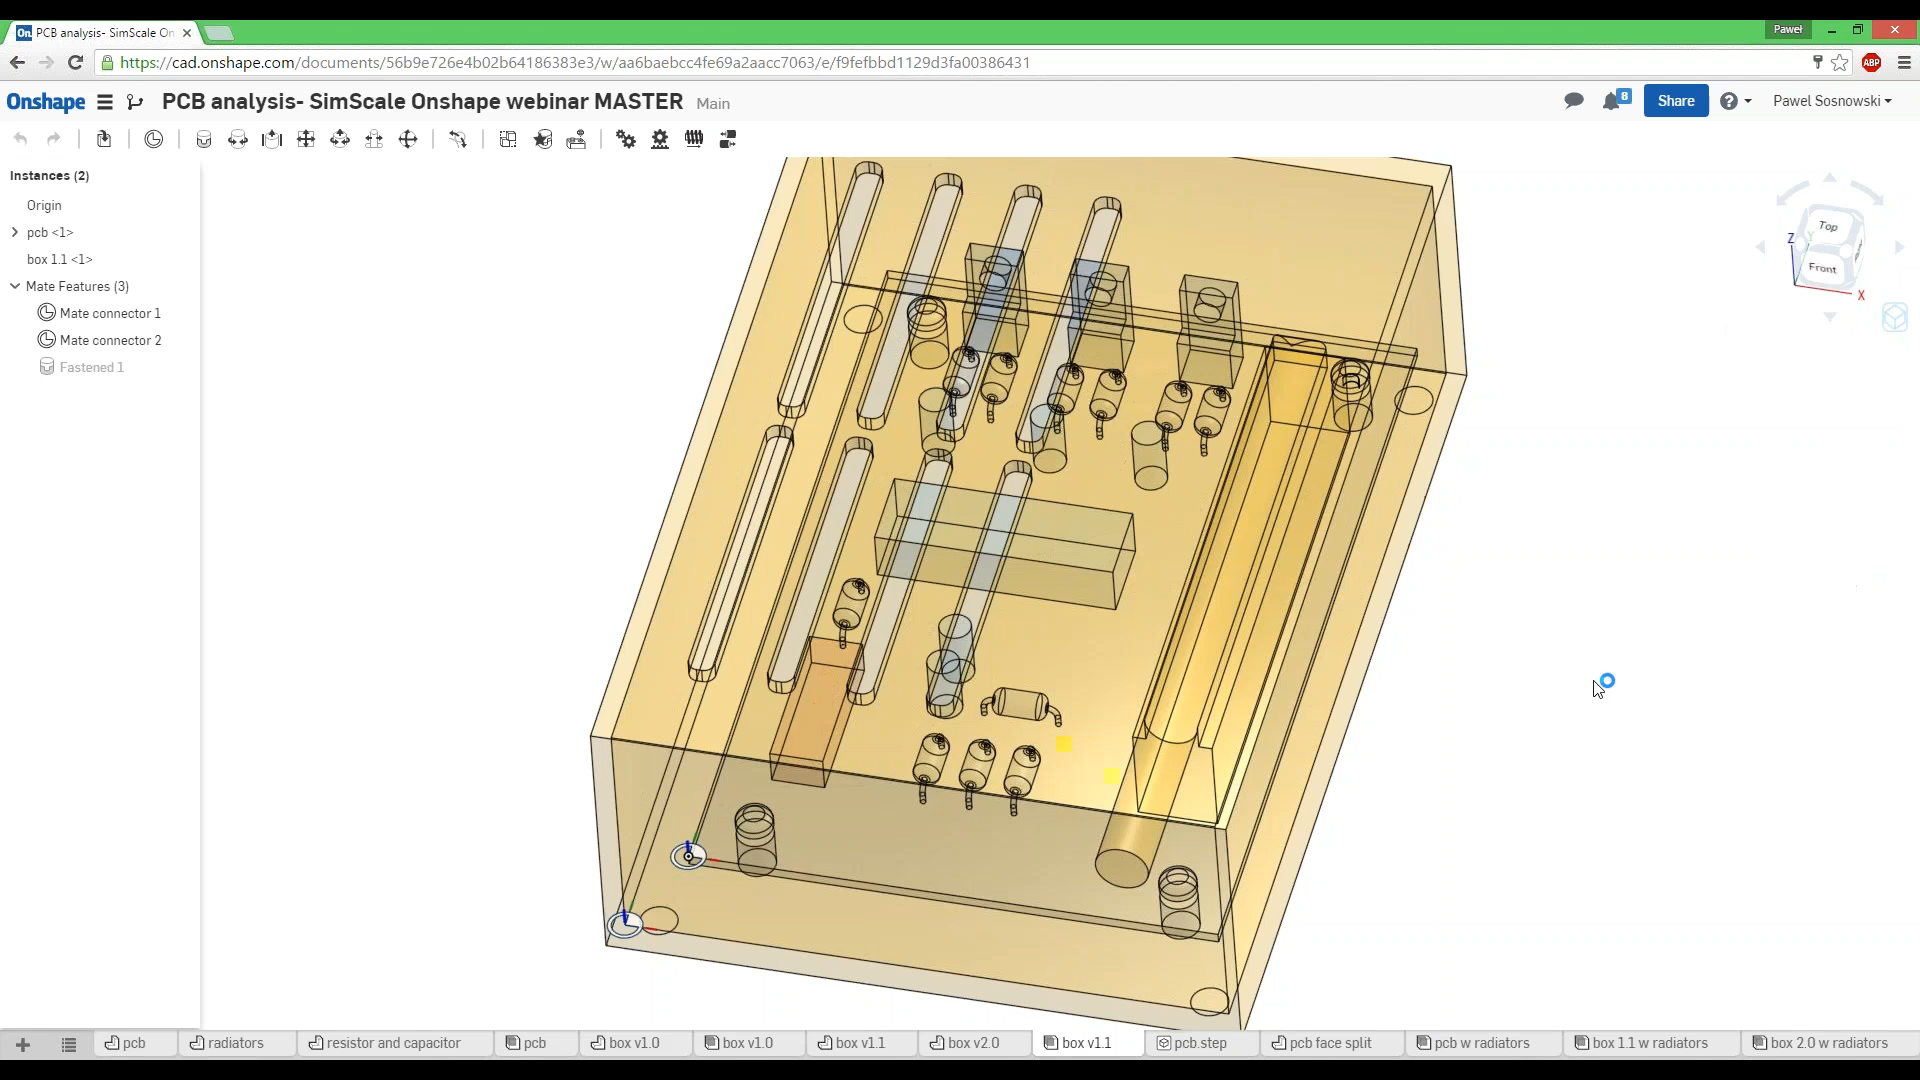 PCB analysis- SimScale On
Paweł
https://cad.onshape.com/documents/56b9e726e4b02b64186383e3/w/aa6baebcc4fe69a2aacc7063/e/f9fefbbd1129d3fa00386431
ABP
Onshape PCB analysis- SimScale Onshape webinar MASTER Main
8
Share
Pawel Sosnowski
Instances (2)
Origin
pcb <1>
box 1.1 <1>
Mate Features (3)
Mate connector 1
Mate connector 2
Fastened 1
Top
Front
Z
Y
X
pcb radiators resistor and capacitor pcb box v1.0 box v1.0 box v1.1 box v2.0 box v1.1 pcb.step pcb face split pcb w radiators box 1.1 w radiators box 2.0 w radiators